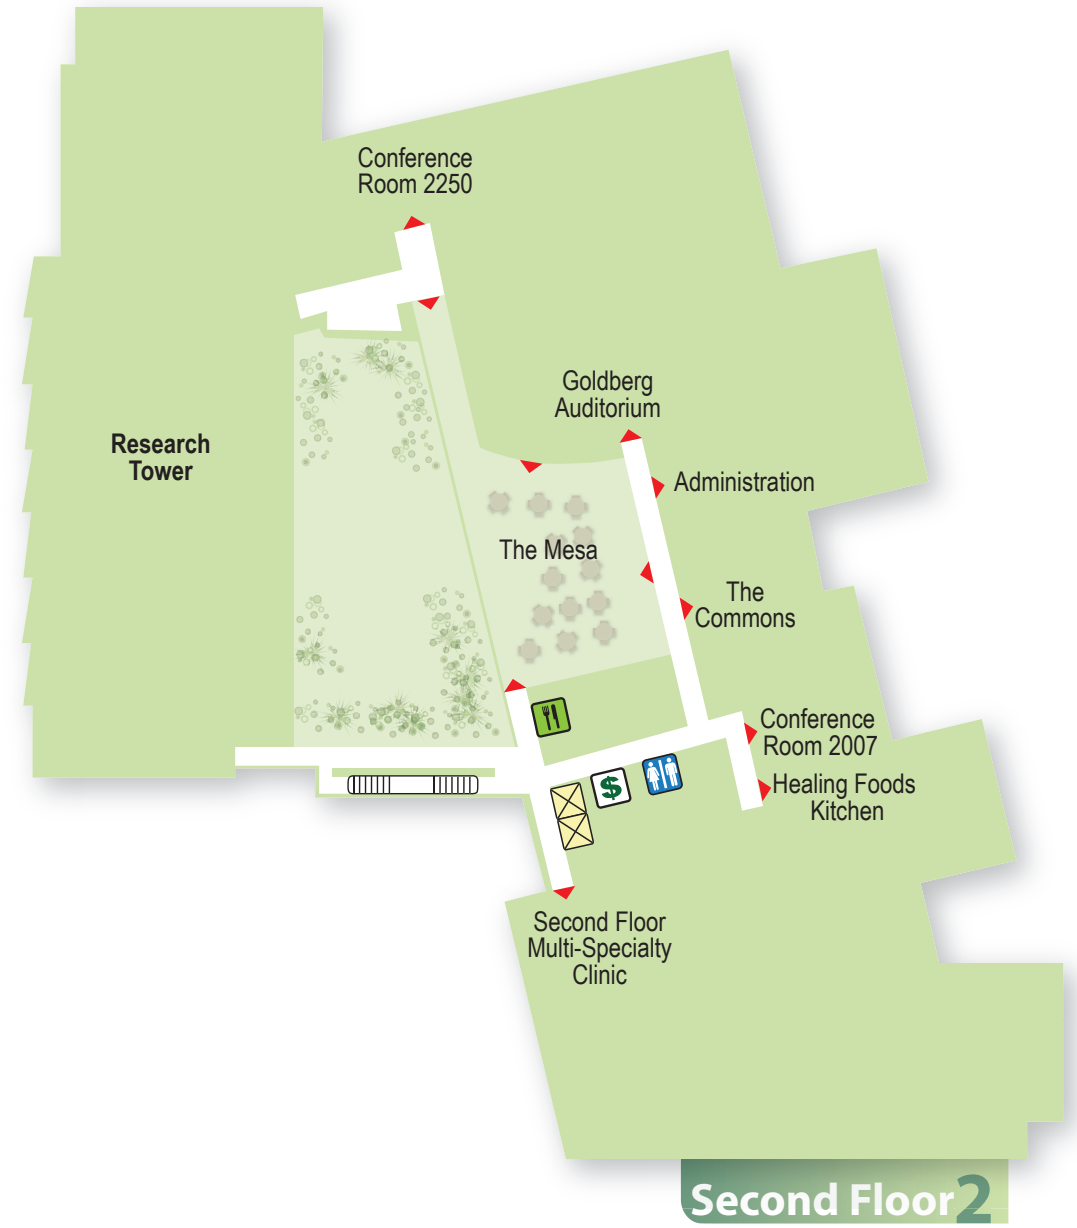 Conference
Room 2250
Goldberg
Auditorium
Research
Tower
Administration
The Mesa
The
Commons
Conference
Room 2007
$
Healing Foods
Kitchen
Second Floor
Multi-Specialty
Clinic
Second Floor 2